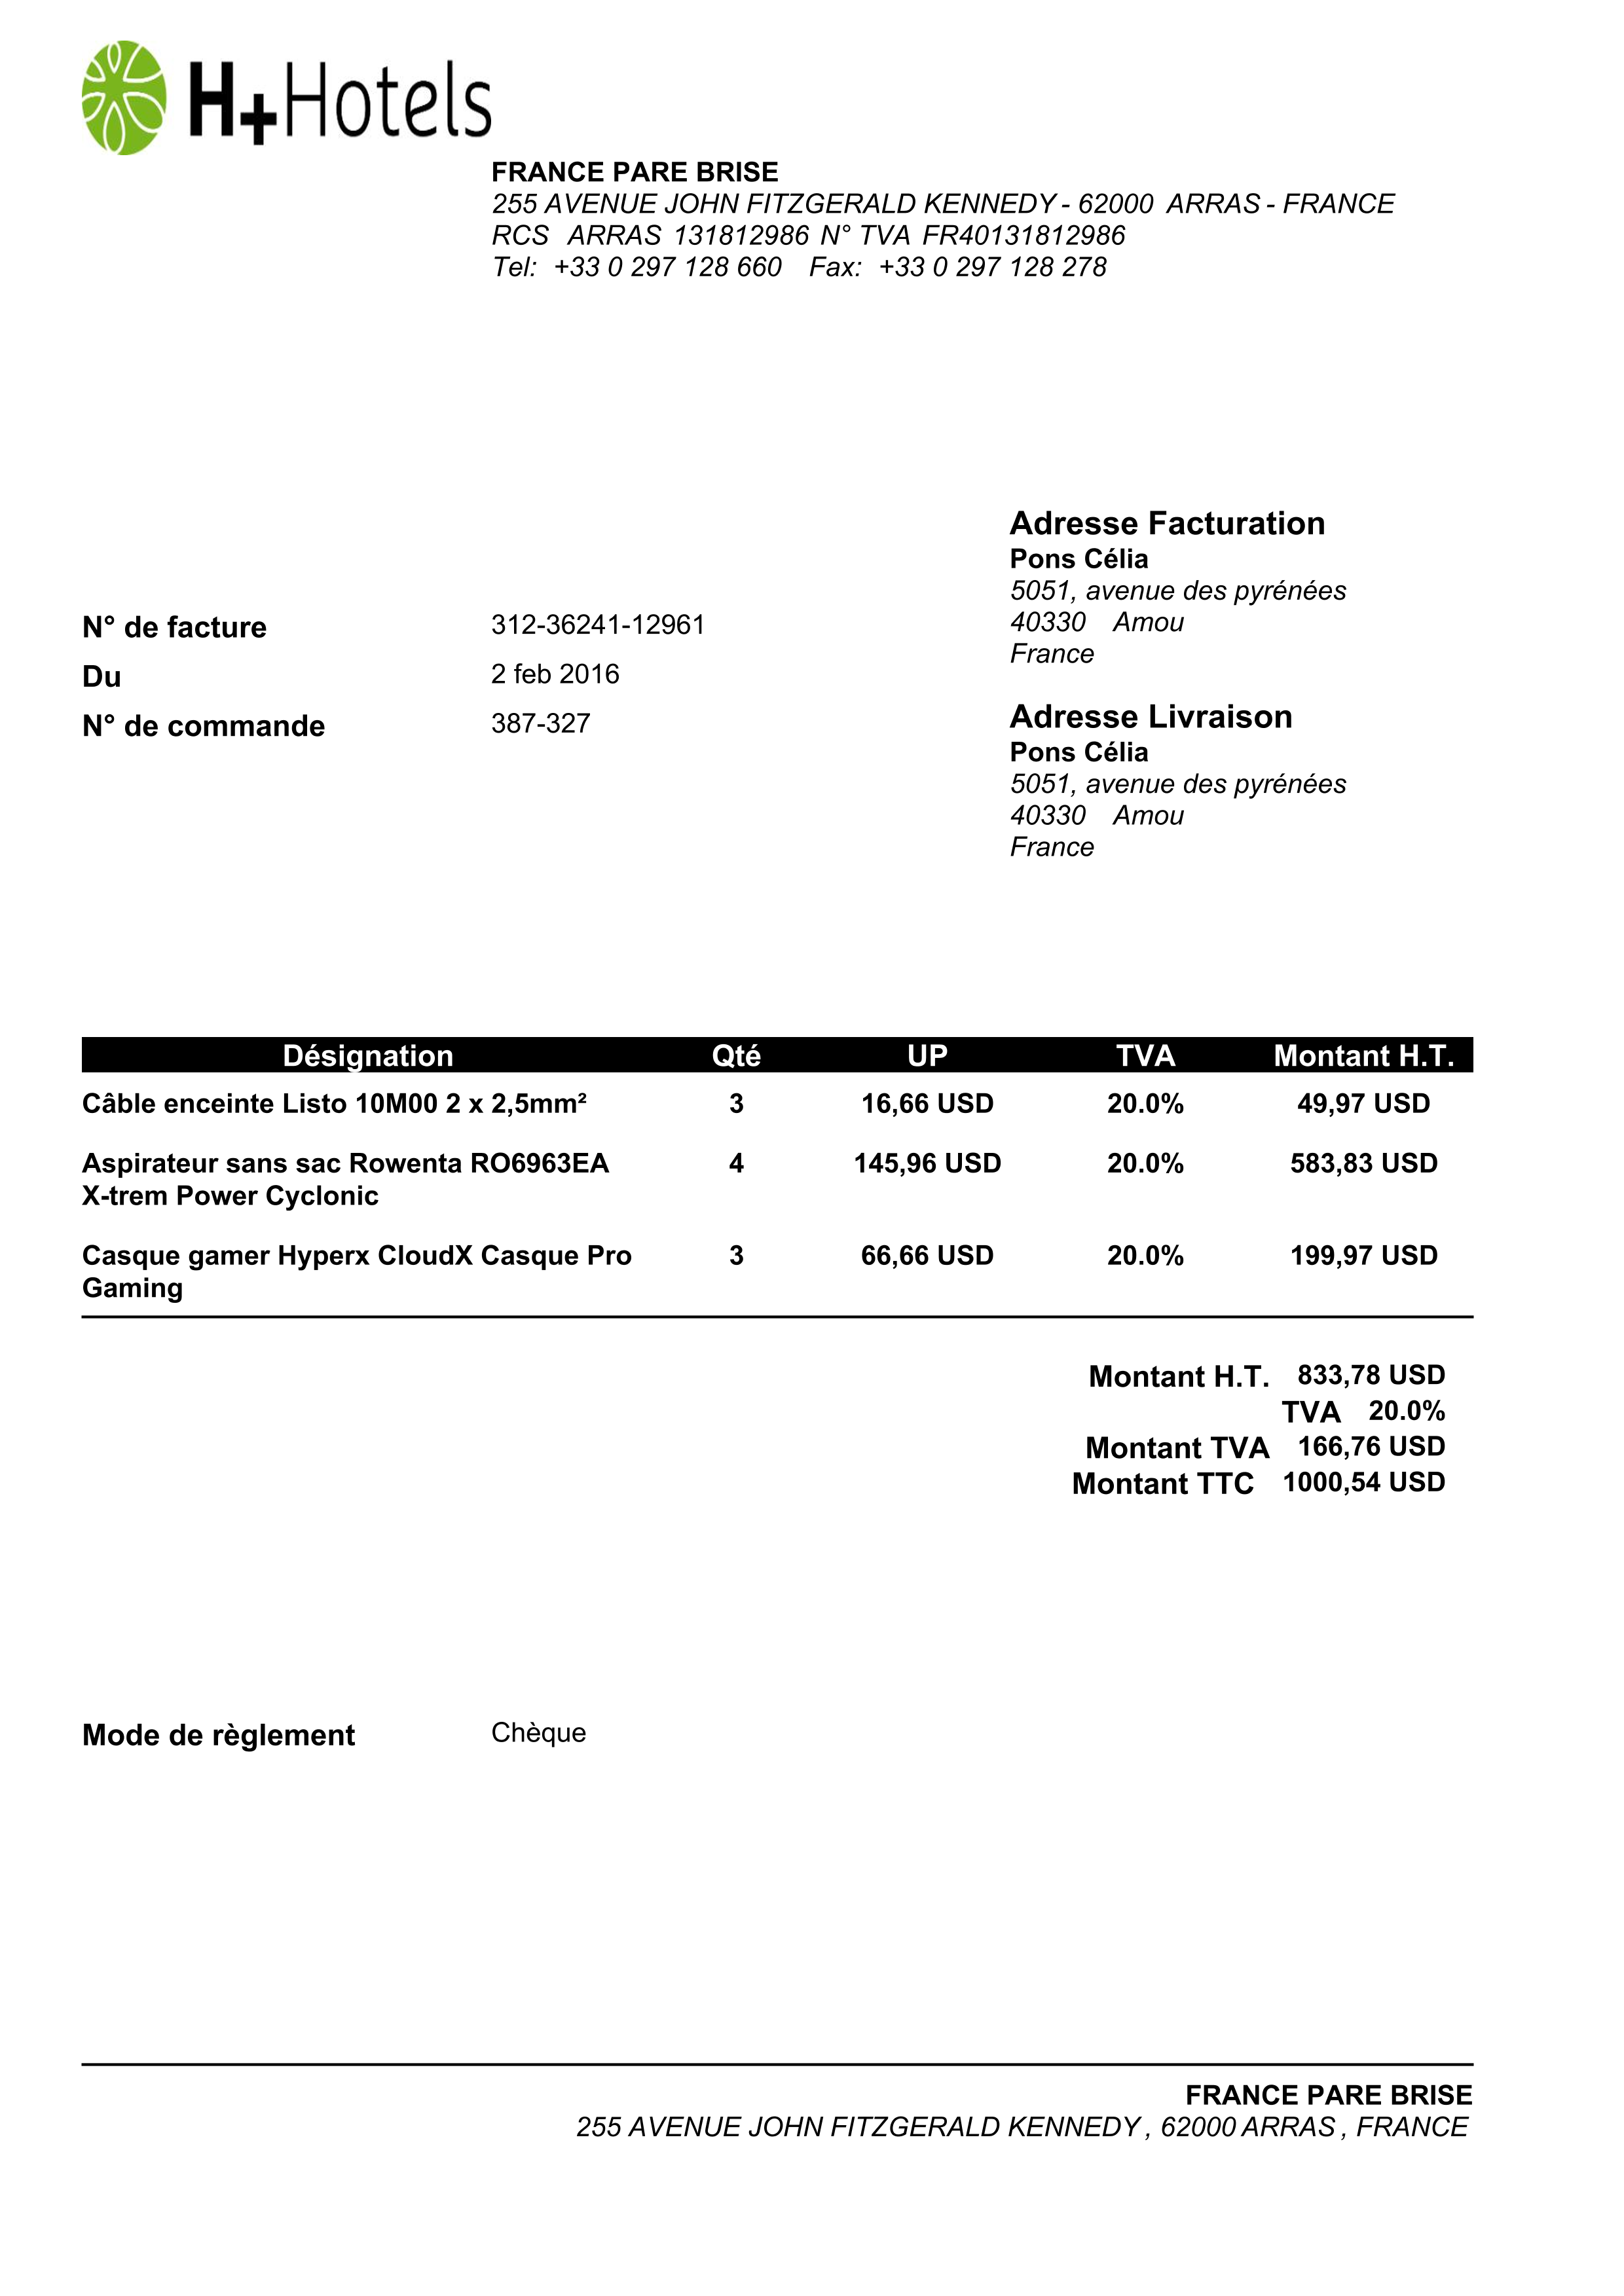 H+Hotels
FRANCE PARE BRISE
255 AVENUE JOHN FITZGERALD KENNEDY - 62000 ARRAS - FRANCE
RCS ARRAS 131812986 N° TVA FR40131812986
Tel: +33 0 297 128 660 Fax: +33 0 297 128 278
Adresse Facturation
Pons Célia
5051, avenue des pyrénées
40330 Amou
France
N° de facture 312-36241-12961
Du 2 feb 2016
N° de commande 387-327
Adresse Livraison
Pons Célia
5051, avenue des pyrénées
40330 Amou
France
Désignation Qté UP TVA Montant H.T.
Câble enceinte Listo 10M00 2 x 2,5mm² 3 16,66 USD 20.0% 49,97 USD
Aspirateur sans sac Rowenta RO6963EA 4 145,96 USD 20.0% 583,83 USD
X-trem Power Cyclonic
Casque gamer Hyperx CloudX Casque Pro 3 66,66 USD 20.0% 199,97 USD
Gaming
Montant H.T. 833,78 USD
TVA 20.0%
Montant TVA 166,76 USD
Montant TTC 1000,54 USD
Mode de règlement Chèque
FRANCE PARE BRISE
255 AVENUE JOHN FITZGERALD KENNEDY , 62000 ARRAS , FRANCE